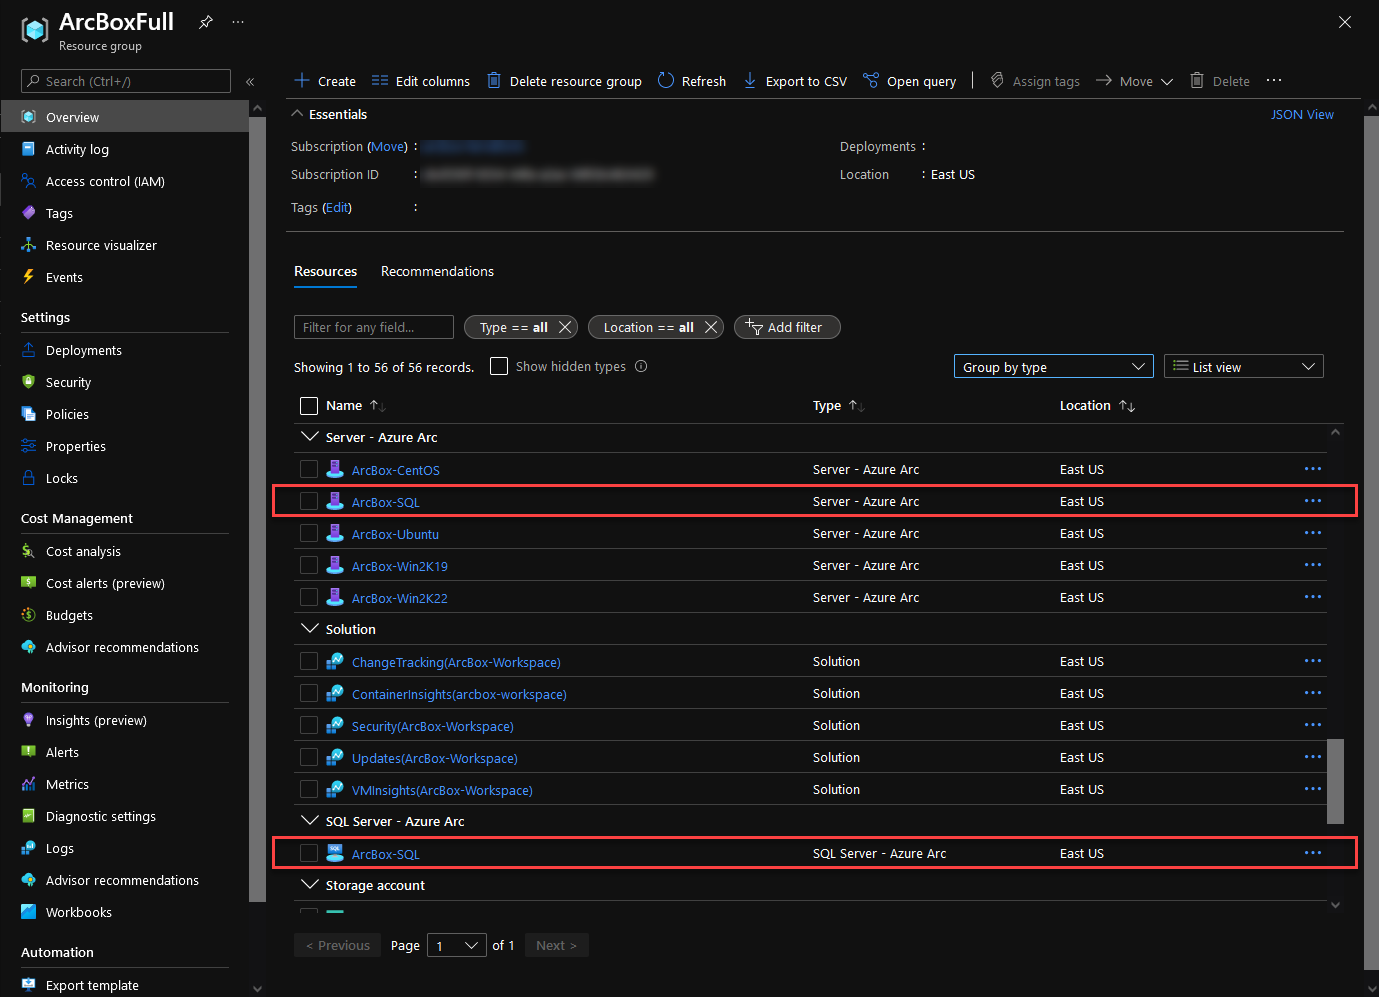 ArcBoxFull
Resource group
Search (Ctrl+/)
Overview
Activity log
Access control (IAM)
Tags
Resource visualizer
Events
Settings
Deployments
Security
Policies
Properties
Locks
Cost Management
Cost analysis
Cost alerts (preview)
Budgets
Advisor recommendations
Monitoring
Insights (preview)
Alerts
Metrics
Diagnostic settings
Logs
Advisor recommendations
Workbooks
Automation
Export template
Create Edit columns Delete resource group Refresh Export to CSV Open query Assign tags Move Delete
Essentials JSON View
Subscription (Move) : Deployments :
Subscription ID : Location : East US
Tags (Edit) :
Resources Recommendations
Filter for any field... Type == all Location == all Add filter
Showing 1 to 56 of 56 records. Show hidden types Group by type List view
Name Type Location
Server - Azure Arc
ArcBox-CentOS Server - Azure Arc East US
ArcBox-SQL Server - Azure Arc East US
ArcBox-Ubuntu Server - Azure Arc East US
ArcBox-Win2K19 Server - Azure Arc East US
ArcBox-Win2K22 Server - Azure Arc East US
Solution
ChangeTracking(ArcBox-Workspace) Solution East US
ContainerInsights(arcbox-workspace) Solution East US
Security(ArcBox-Workspace) Solution East US
Updates(ArcBox-Workspace) Solution East US
VMInsights(ArcBox-Workspace) Solution East US
SQL Server - Azure Arc
ArcBox-SQL SQL Server - Azure Arc East US
Storage account
< Previous Page 1 of 1 Next >